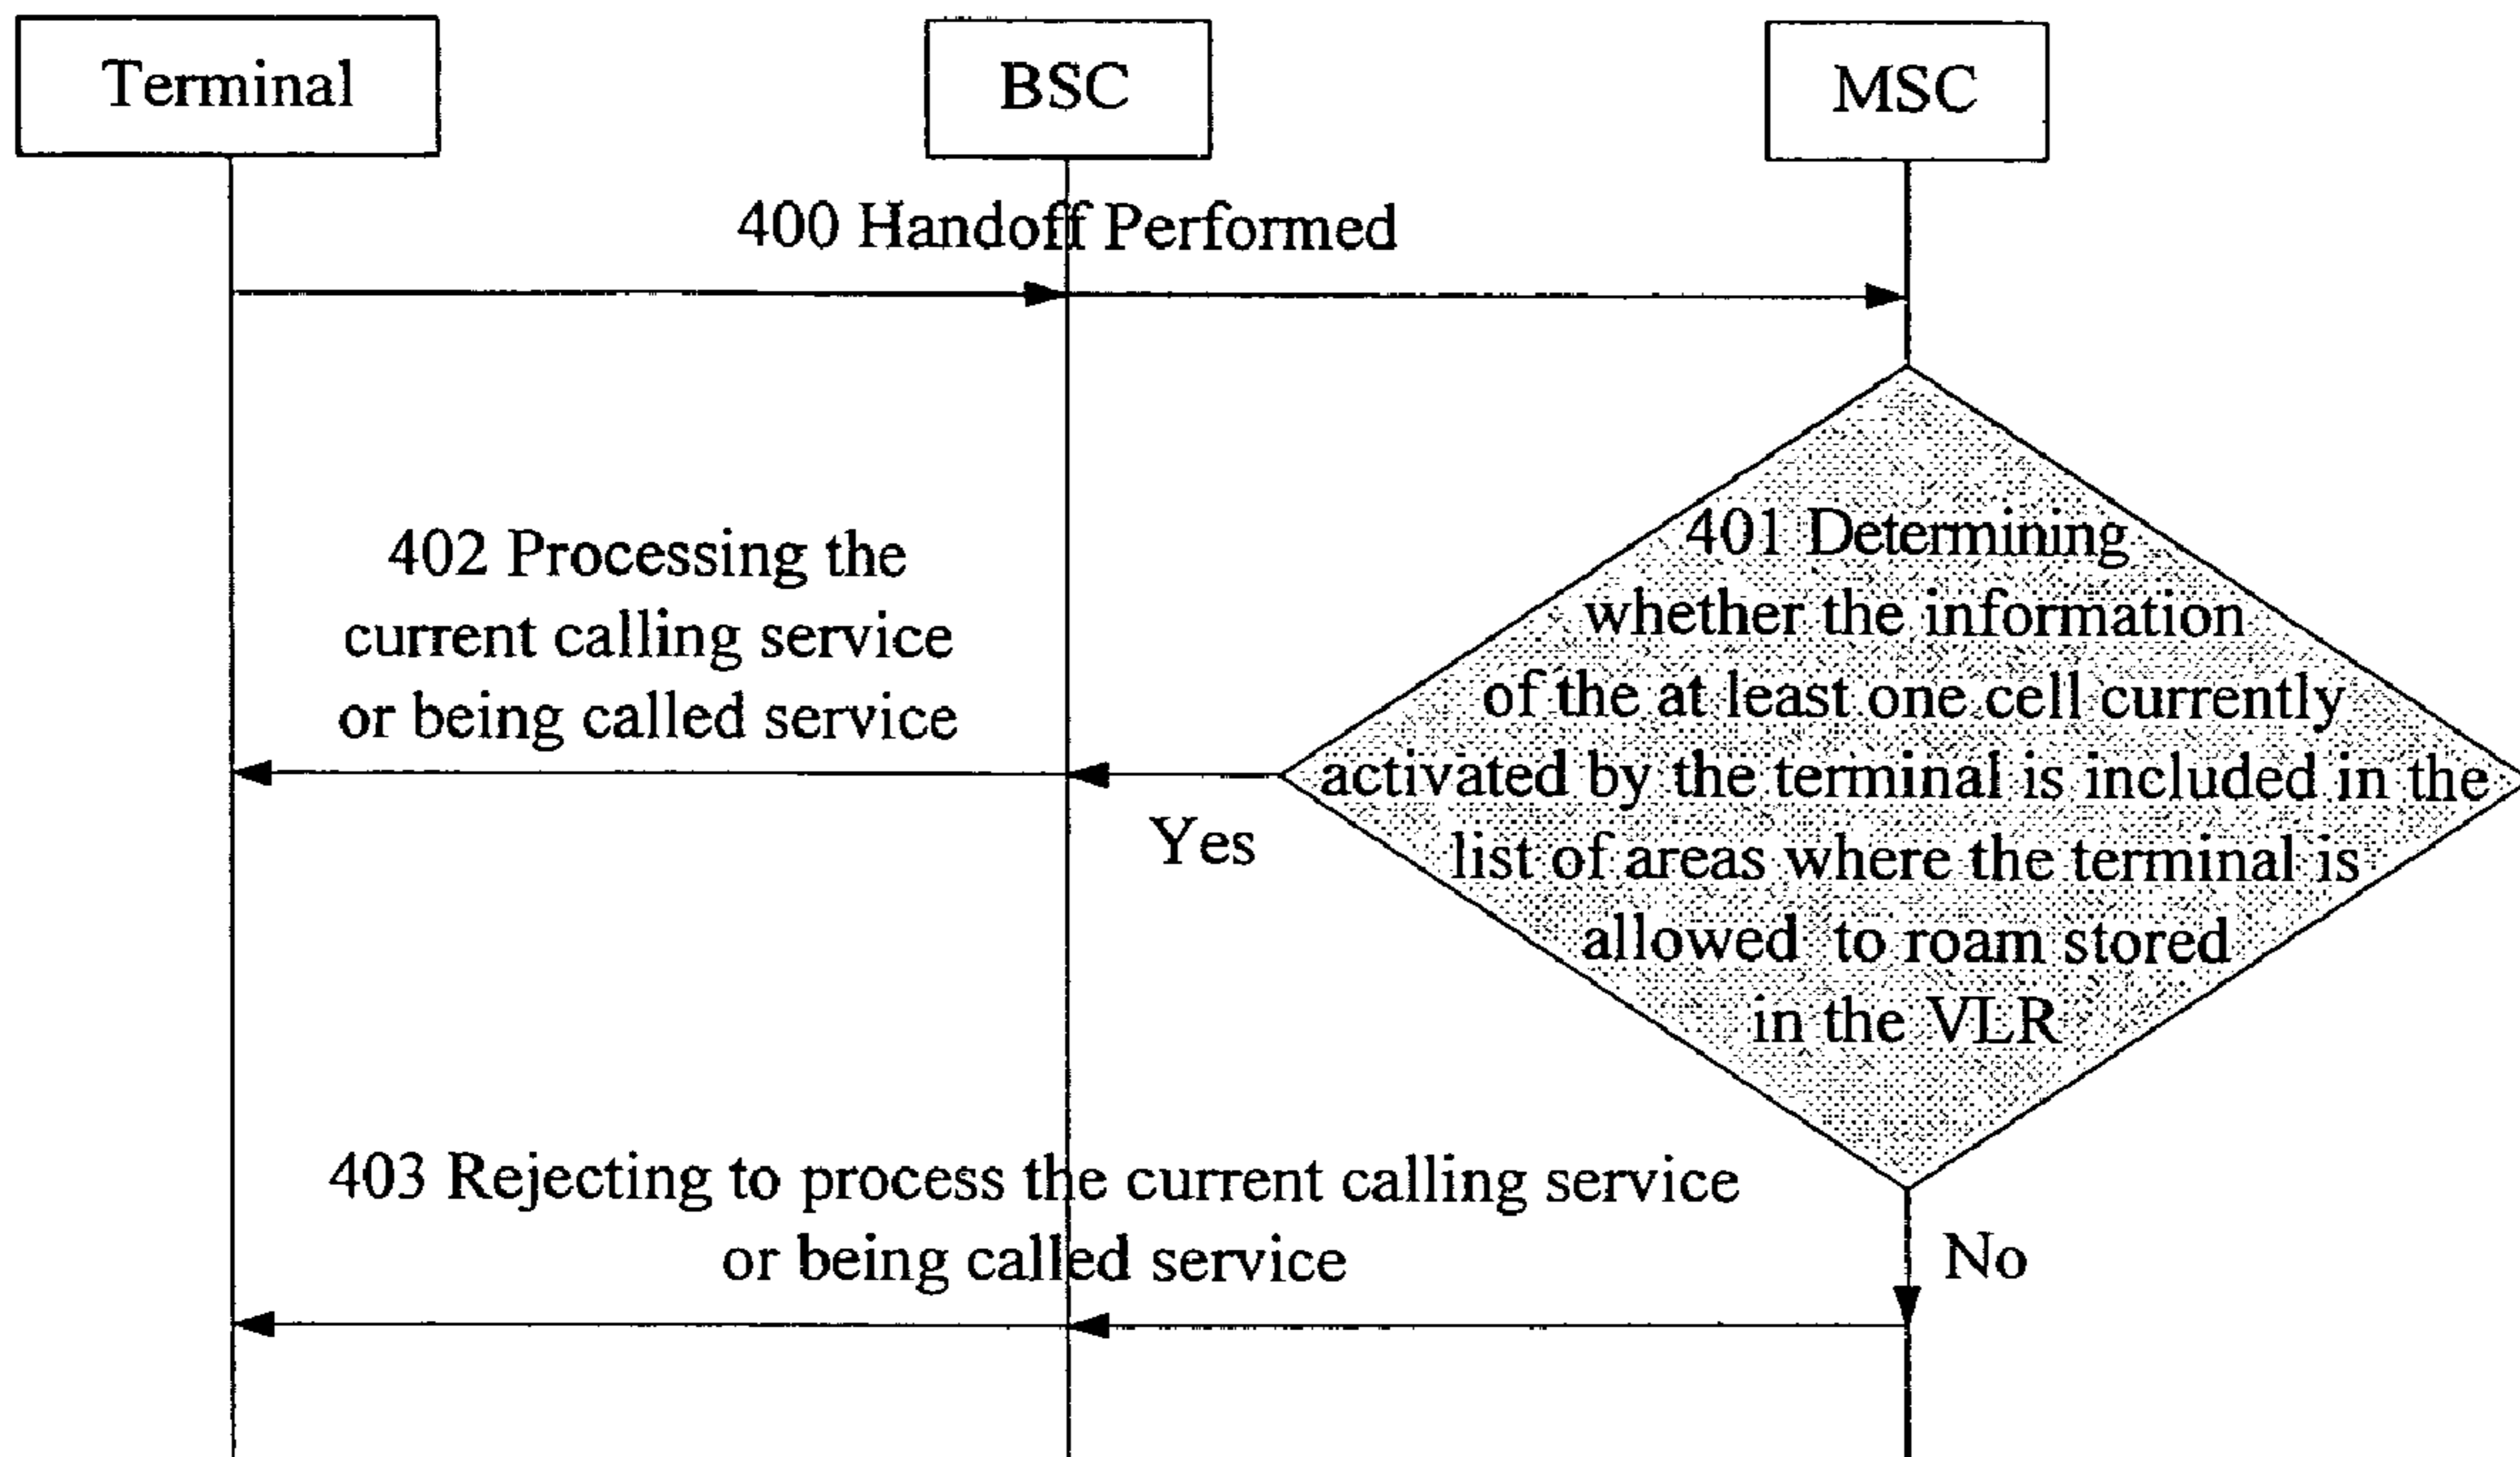 Terminal
BSC
MSC
400 Handoff Performed
402 Processing the
current calling service
or being called service
Yes
401 Determining
whether the information
of the at least one cell currently
activated by the terminal is included in the
list of areas where the terminal is
allowed to roam stored
in the VLR
403 Rejecting to process the current calling service
or being called service
No